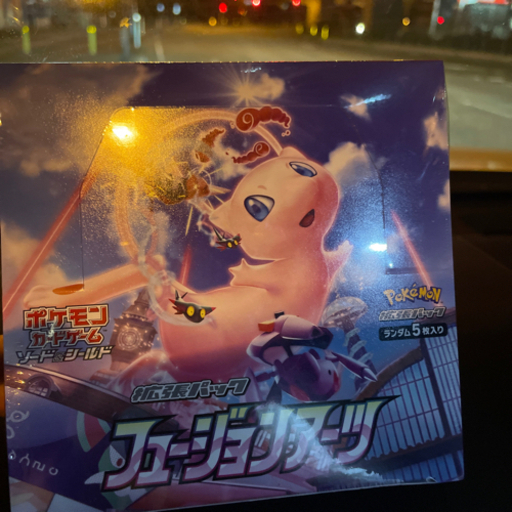 ポケモン
カードゲーム
ソード&シールド
POKÉMON
拡張パック
ランダム5枚入り
拡張パック
フュージョンアーツ